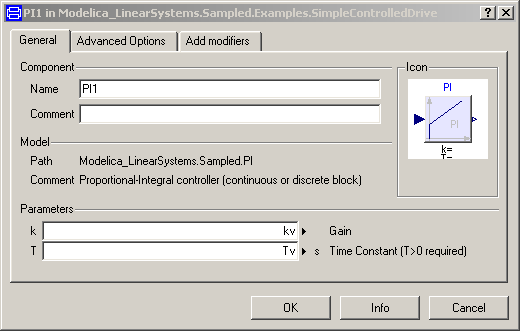 PI1 in Modelica_LinearSystems.Sampled.Examples.SimpleControlledDrive ?
General Advanced Options Add modifiers
Component Icon
Name PI1
Comment
PI
PI
k=
T=
Model
Path Modelica_LinearSystems.Sampled.PI
Comment Proportional-Integral controller (continuous or discrete block)
Parameters
k kv Gain
T Tv s Time Constant (T>0 required)
OK Info Cancel